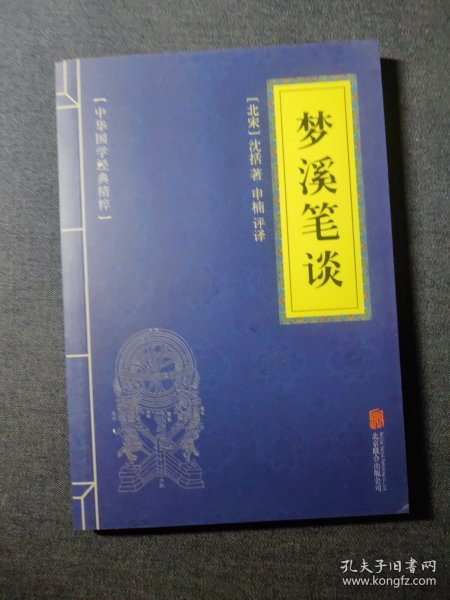 梦溪笔谈
[北宋]沈括 著 申楠 评译
【中华国学经典精粹】
北京联合出版公司
孔夫子旧书网
www.kongfz.com